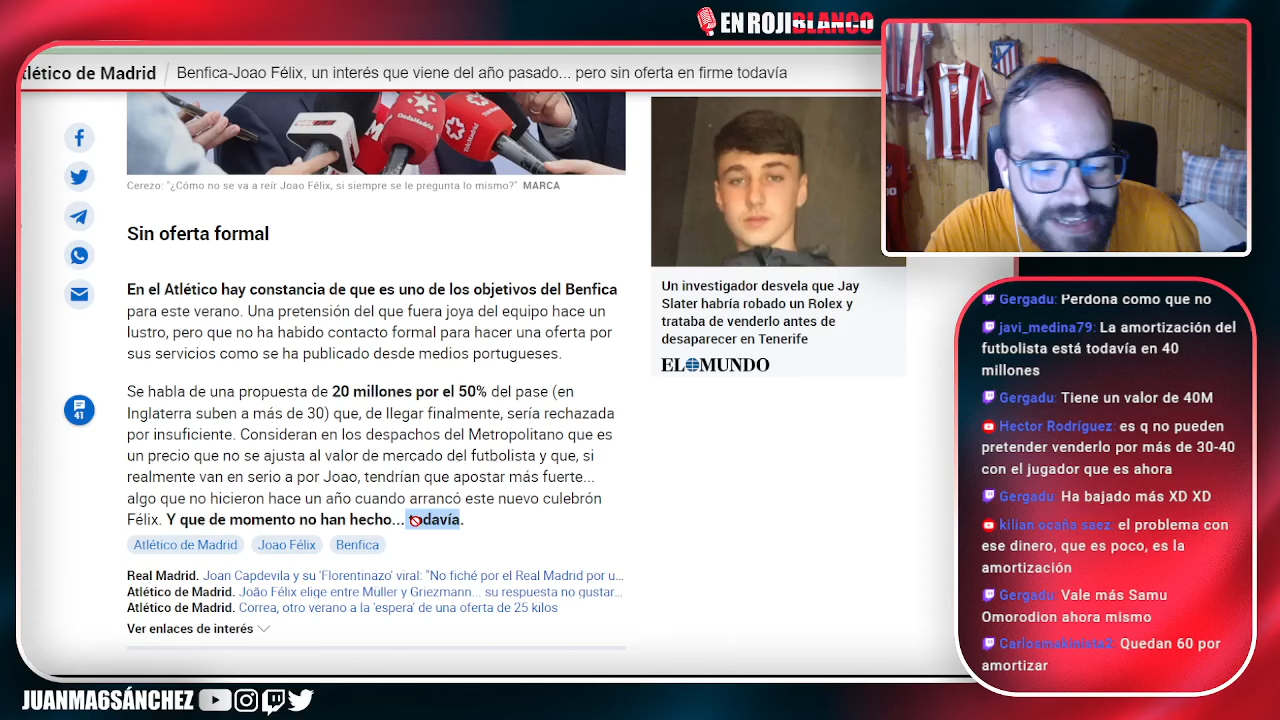 EN ROJIBLANCO
tlético de Madrid / Benfica-Joao Félix, un interés que viene del año pasado... pero sin oferta en firme todavía
Cerezo: "¿Cómo no se va a reír Joao Félix, si siempre se le pregunta lo mismo?" MARCA
Sin oferta formal
En el Atlético hay constancia de que es uno de los objetivos del Benfica
para este verano. Una pretensión del que fuera joya del equipo hace un
lustro, pero que no ha habido contacto formal para hacer una oferta por
sus servicios como se ha publicado desde medios portugueses.
41
Se habla de una propuesta de 20 millones por el 50% del pase (en
Inglaterra suben a más de 30) que, de llegar finalmente, sería rechazada
por insuficiente. Consideran en los despachos del Metropolitano que es
un precio que no se ajusta al valor de mercado del futbolista y que, si
realmente van en serio a por Joao, tendrían que apostar más fuerte...
algo que no hicieron hace un año cuando arrancó este nuevo culebrón
Félix. Y que de momento no han hecho... todavía.
Atlético de Madrid Joao Félix Benfica
Real Madrid. Joan Capdevila y su 'Florentinazo' viral: "No fiché por el Real Madrid por u...
Atlético de Madrid. João Félix elige entre Müller y Griezmann... su respuesta no gustar...
Atlético de Madrid. Correa, otro verano a la 'espera' de una oferta de 25 kilos
Ver enlaces de interés
Un investigador desvela que Jay
Slater habría robado un Rolex y
trataba de venderlo antes de
desaparecer en Tenerife
EL MUNDO
Gergadu: Perdona como que no
javi_medina79: La amortización del
futbolista está todavía en 40
millones
Gergadu: Tiene un valor de 40M
Hector Rodríguez: es q no pueden
pretender venderlo por más de 30-40
con el jugador que es ahora
Gergadu: Ha bajado más XD XD
kilian ocaña saez: el problema con
ese dinero, que es poco, es la
amortización
Gergadu: Vale más Samu
Omorodion ahora mismo
Carlosmakinista2: Quedan 60 por
amortizar
JUANMA6SÁNCHEZ